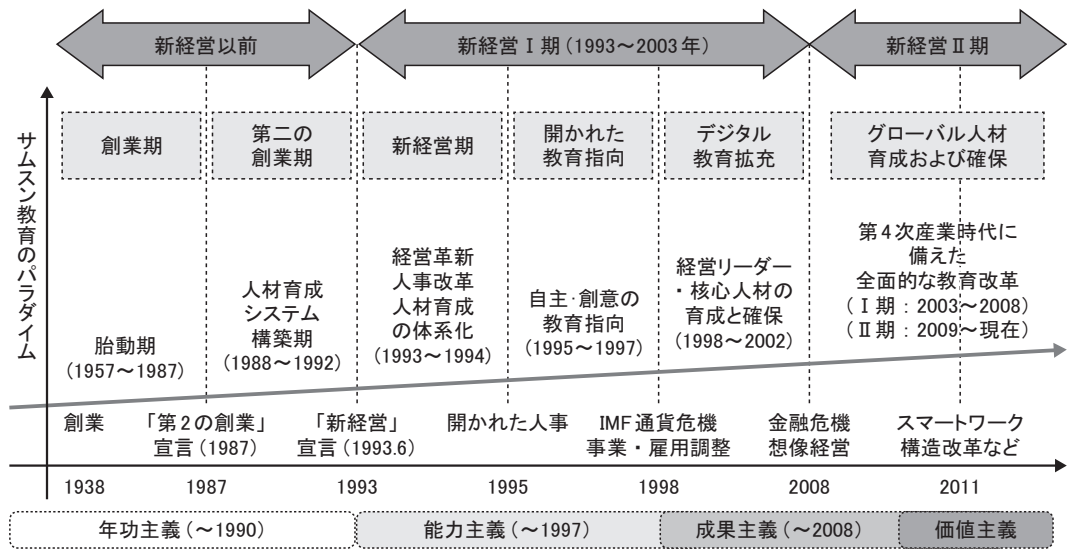 新経営以前
新経営Ⅰ期(1993～2003年)
新経営Ⅱ期
サムスン教育のパラダイム
創業期
第二の
創業期
新経営期
開かれた
教育指向
デジタル
教育拡充
グローバル人材
育成および確保
胎動期
(1957～1987)
人材育成
システム
構築期
(1988～1992)
経営革新
人事改革
人材育成
の体系化
(1993～1994)
自主·創意の
教育指向
(1995～1997)
経営リーダー
・核心人材の
育成と確保
(1998～2002)
第4次産業時代に
備えた
全面的な教育改革
(Ⅰ期：2003～2008)
(Ⅱ期：2009～現在)
創業
「第2の創業」
宣言(1987)
「新経営」
宣言(1993.6)
開かれた人事
IMF通貨危機
事業・雇用調整
金融危機
想像経営
スマートワーク
構造改革など
1938
1987
1993
1995
1998
2008
2011
年功主義(～1990)
能力主義(～1997)
成果主義(～2008)
価値主義